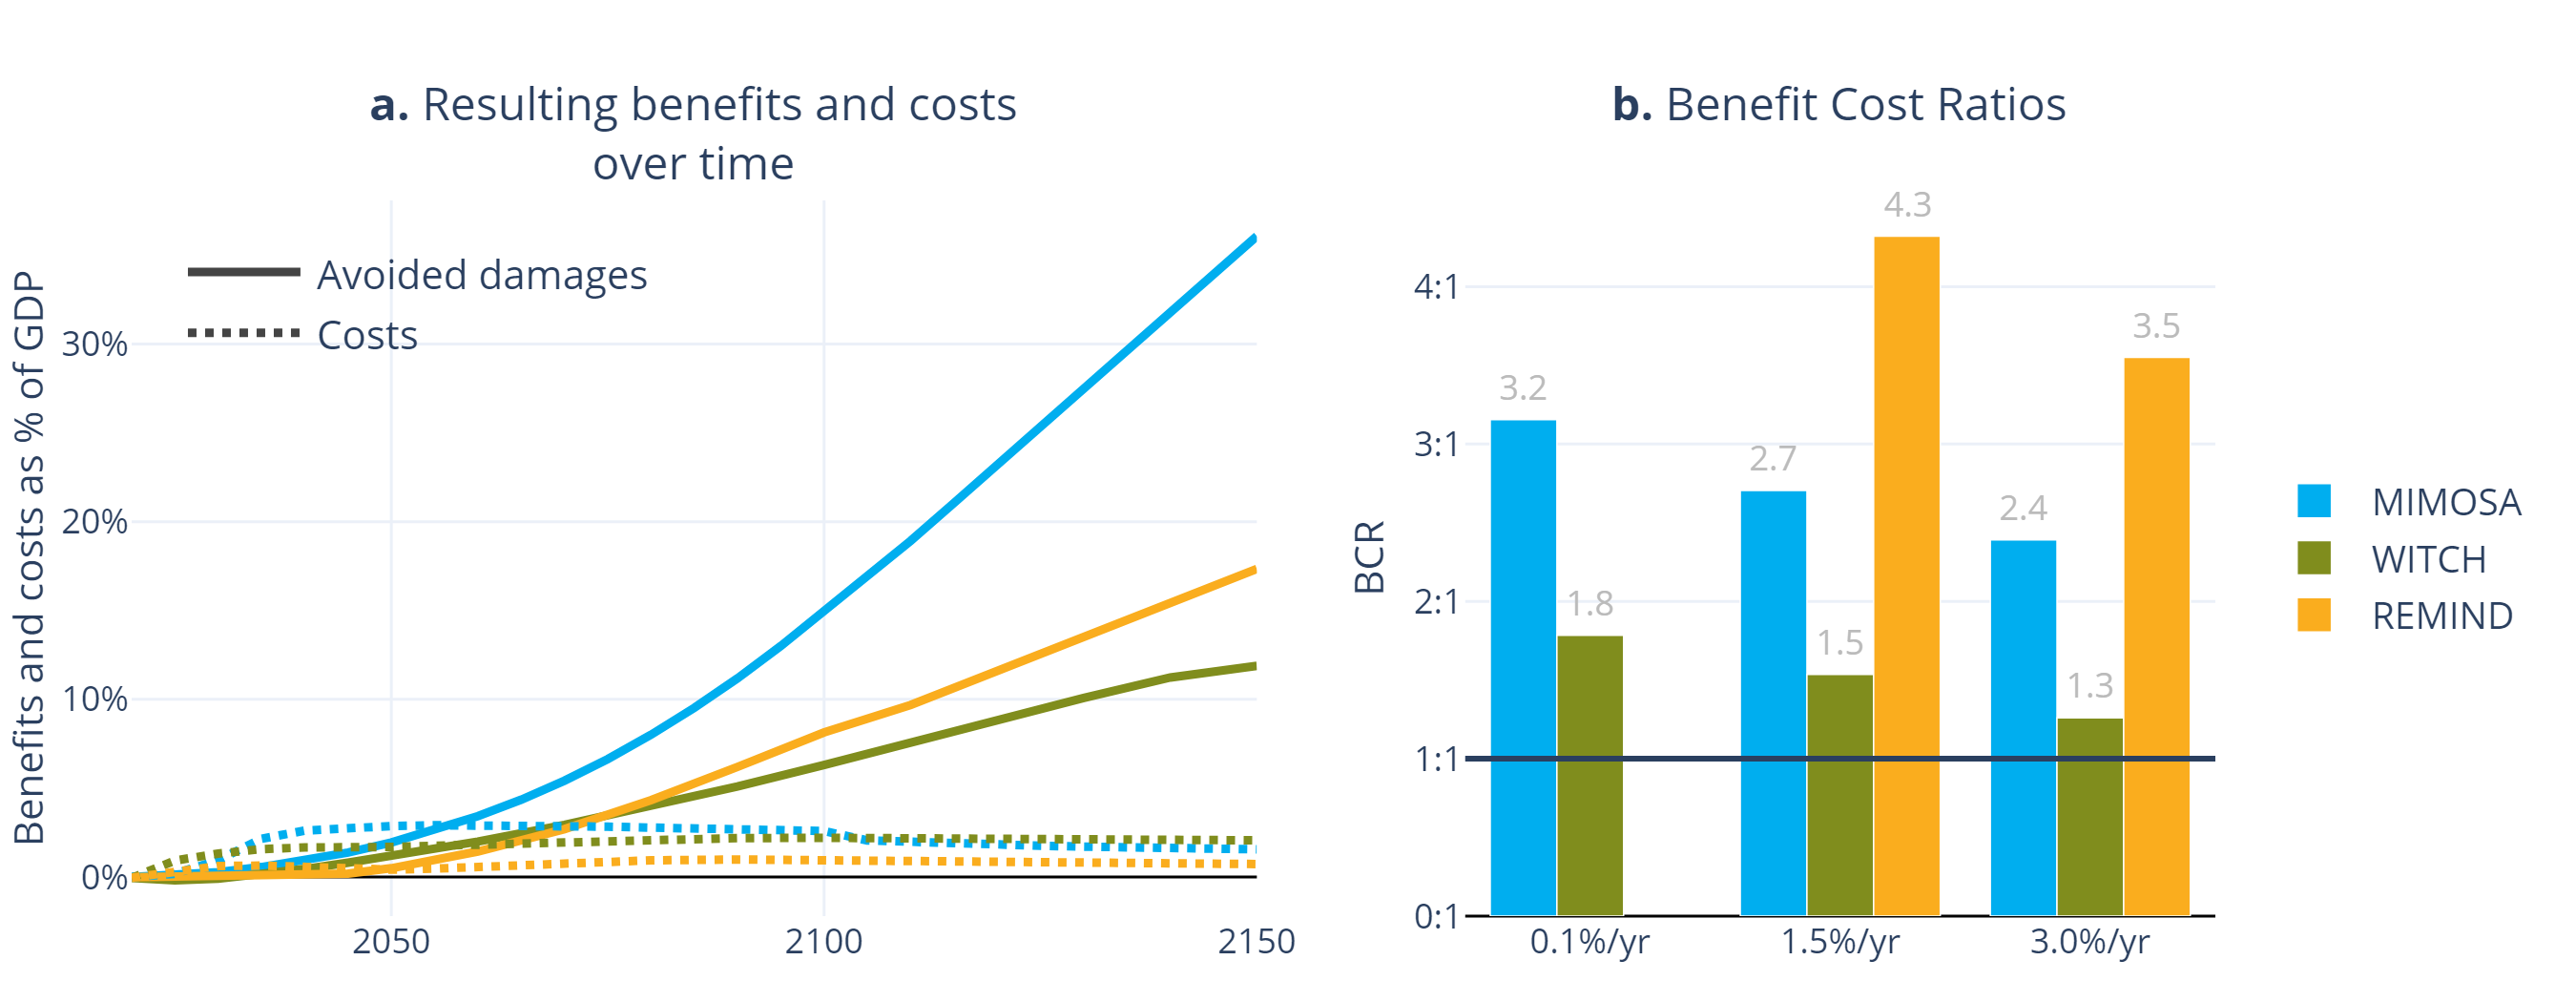 a. Resulting benefits and costs
over time
Benefits and costs as % of GDP
Avoided damages
Costs
30%
20%
10%
0%
2050
2100
2150
b. Benefit Cost Ratios
BCR
4:1
3:1
2:1
1:1
0:1
3.2
1.8
2.7
1.5
4.3
2.4
1.3
3.5
0.1%/yr
1.5%/yr
3.0%/yr
MIMOSA
WITCH
REMIND